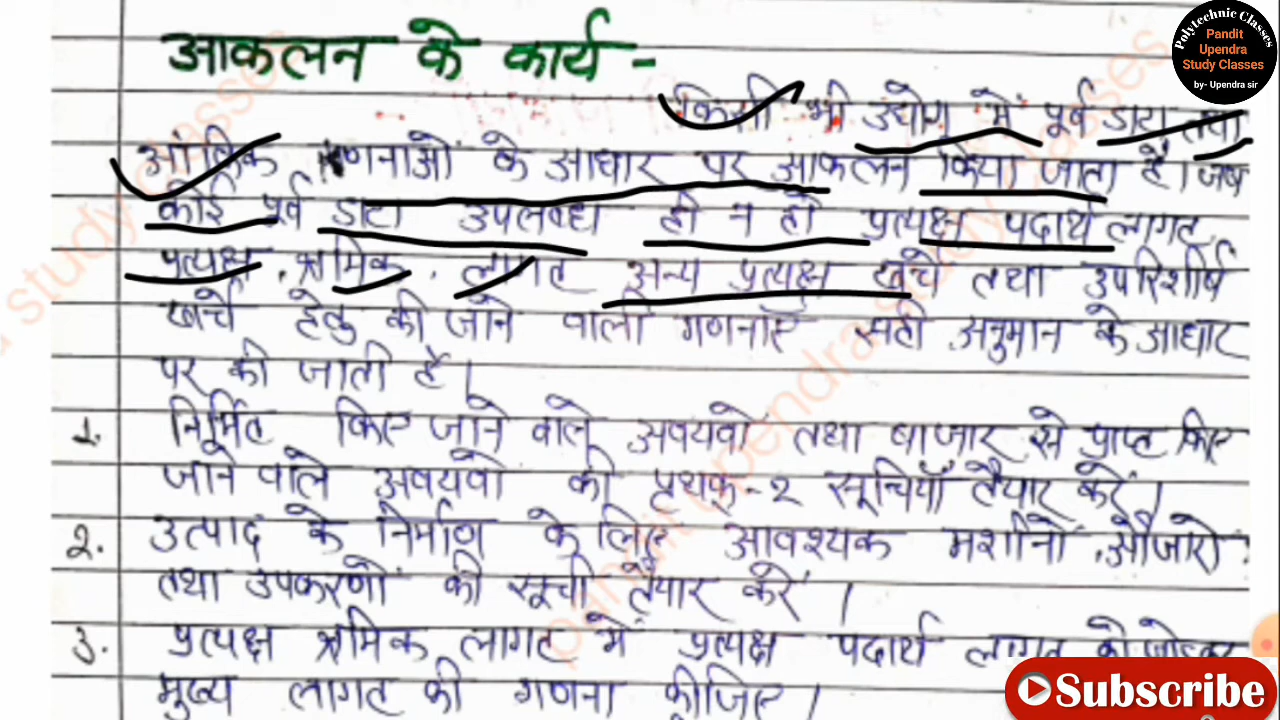 आकलन के कार्य -
किसी भी उद्योग में पूर्व डाटा तथा
आंकिक गणनाओं के आधार पर आकलन किया जाता है। जब
कोई पूर्व डाटा उपलब्ध ही न हो प्रत्यक्ष पदार्थ लागत,
प्रत्यक्ष श्रमिक लागत अन्य प्रत्यक्ष खर्चे तथा उपरिशीर्ष
खर्चे हेतु की जाने वाली गणनाएं सही अनुमान के आधार
पर की जाती है।
1. निर्मित किए जाने वाले अवयवों तथा बाजार से प्राप्त किए
जाने वाले अवयवों की प्रथक्-२ सूचियाँ तैयार करें।
2. उत्पाद के निर्माण के लिए आवश्यक मशीनों, औजारो
तथा उपकरणों की सूची तैयार करें।
3. प्रत्यक्ष श्रमिक लागत में प्रत्यक्ष पदार्थ लागत को जोडकर
मुख्य लागत की गणना कीजिए।
Polytechnic Classes
Pandit
Upendra
Study Classes
by:- Upendra sir
Subscribe